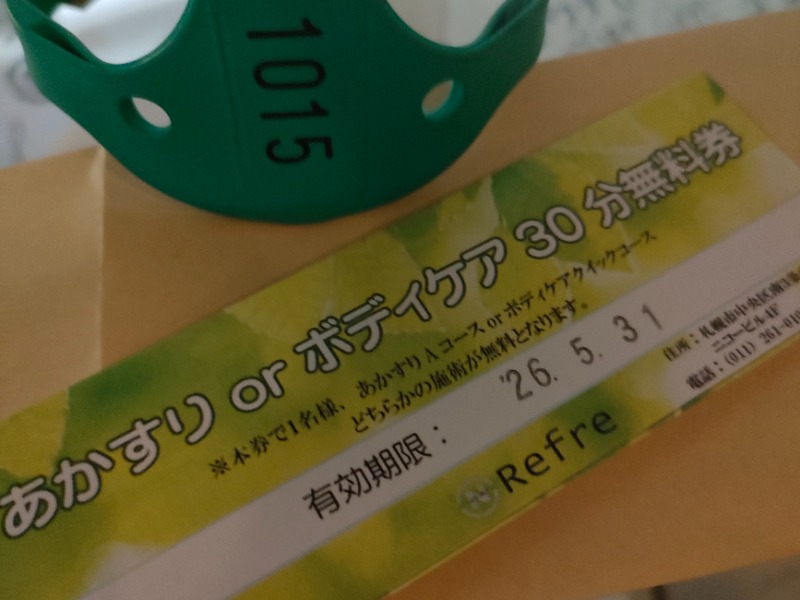 1015
あかすり or ボディケア 30 分無料券
※本券で1名様、あかすり A コース or ボディケアクイックコース
どちらかの施術が無料となります。
有効期限： '26. 5. 31
Refre
住所：札幌市中央区南3条
ニコービル4F
電話：(011) 261-010